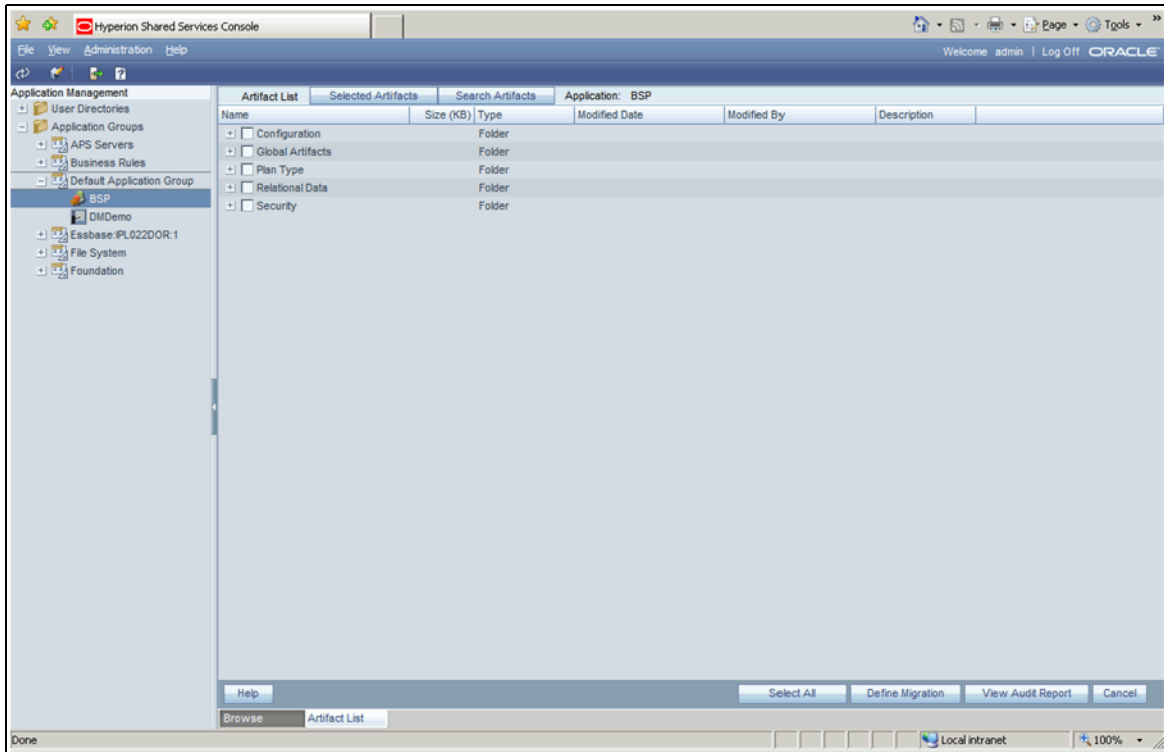 Hyperion Shared Services Console
Page Tools »
File View Administration Help
Welcome admin | Log Off ORACLE
Application Management
User Directories
Application Groups
APS Servers
Business Rules
Default Application Group
BSP
DMDemo
Essbase:IPL022DOR:1
File System
Foundation
Artifact List Selected Artifacts Search Artifacts Application: BSP
Name Size (KB) Type Modified Date Modified By Description
Configuration Folder
Global Artifacts Folder
Plan Type Folder
Relational Data Folder
Security Folder
Help Select All Define Migration View Audit Report Cancel
Browse Artifact List
Done Local intranet 100%